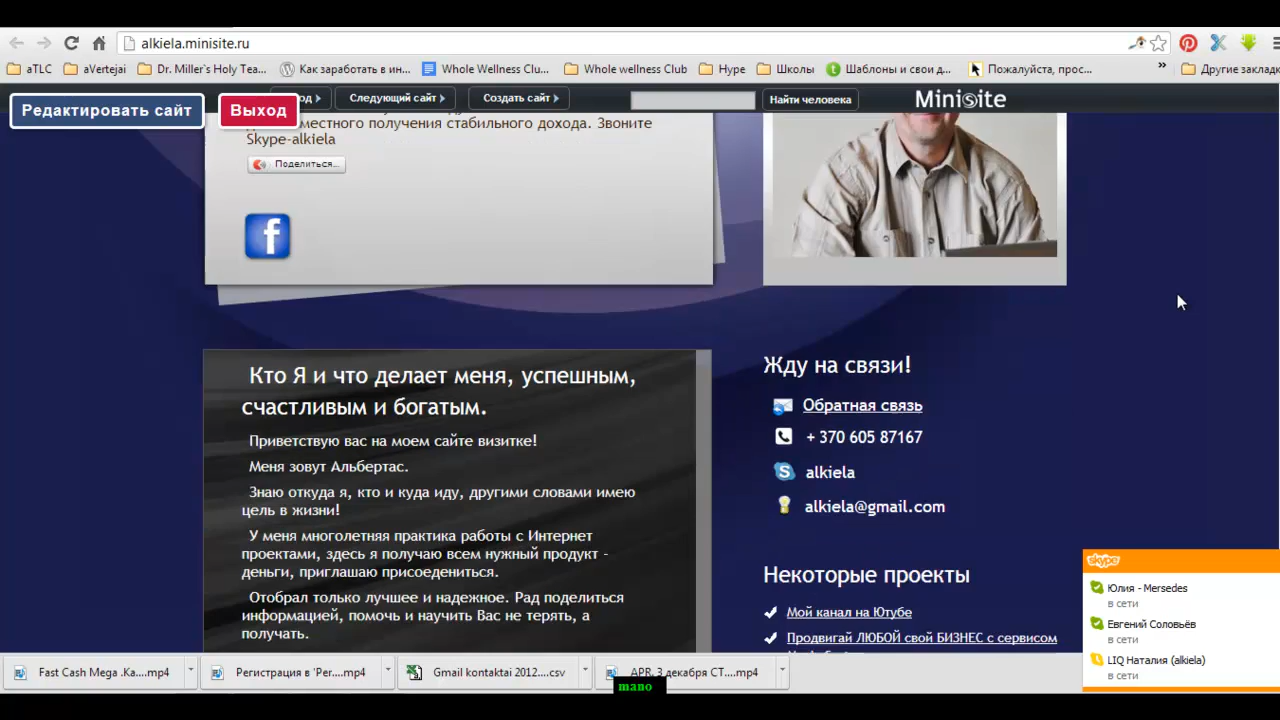 alkiela.minisite.ru
aTLC
aVertejai
Dr. Miller`s Holy Tea...
Как заработать в ин...
Whole Wellness Clu...
Whole wellness Club
Hype
Школы
Шаблоны и свои д...
Пожалуйста, прос...
»
Другие закладк
Редактировать сайт
Выход
од
Следующий сайт
Создать сайт
Найти человека
Minisite
местного получения стабильного дохода. Звоните
Skype-alkiela
Поделиться...
f
Кто Я и что делает меня, успешным,
счастливым и богатым.
Приветствую вас на моем сайте визитке!
Меня зовут Альбертас.
Знаю откуда я, кто и куда иду, другими словами имею
цель в жизни!
У меня многолетняя практика работы с Интернет
проектами, здесь я получаю всем нужный продукт -
деньги, приглашаю присоедениться.
Отобрал только лучшее и надежное. Рад поделиться
информацией, помочь и научить Вас не терять, а
получать.
Жду на связи!
Обратная связь
+ 370 605 87167
alkiela
alkiela@gmail.com
Некоторые проекты
Мой канал на Ютубе
Продвигай ЛЮБОЙ свой БИЗНЕС с сервисом
skype
Юлия - Mersedes
в сети
Евгений Соловьёв
в сети
LIQ Наталия (alkiela)
в сети
Fast Cash Mega .Ka....mp4
Регистрация в 'Рег....mp4
Gmail kontaktai 2012....csv
APR. 3 декабря СТ....mp4
mano